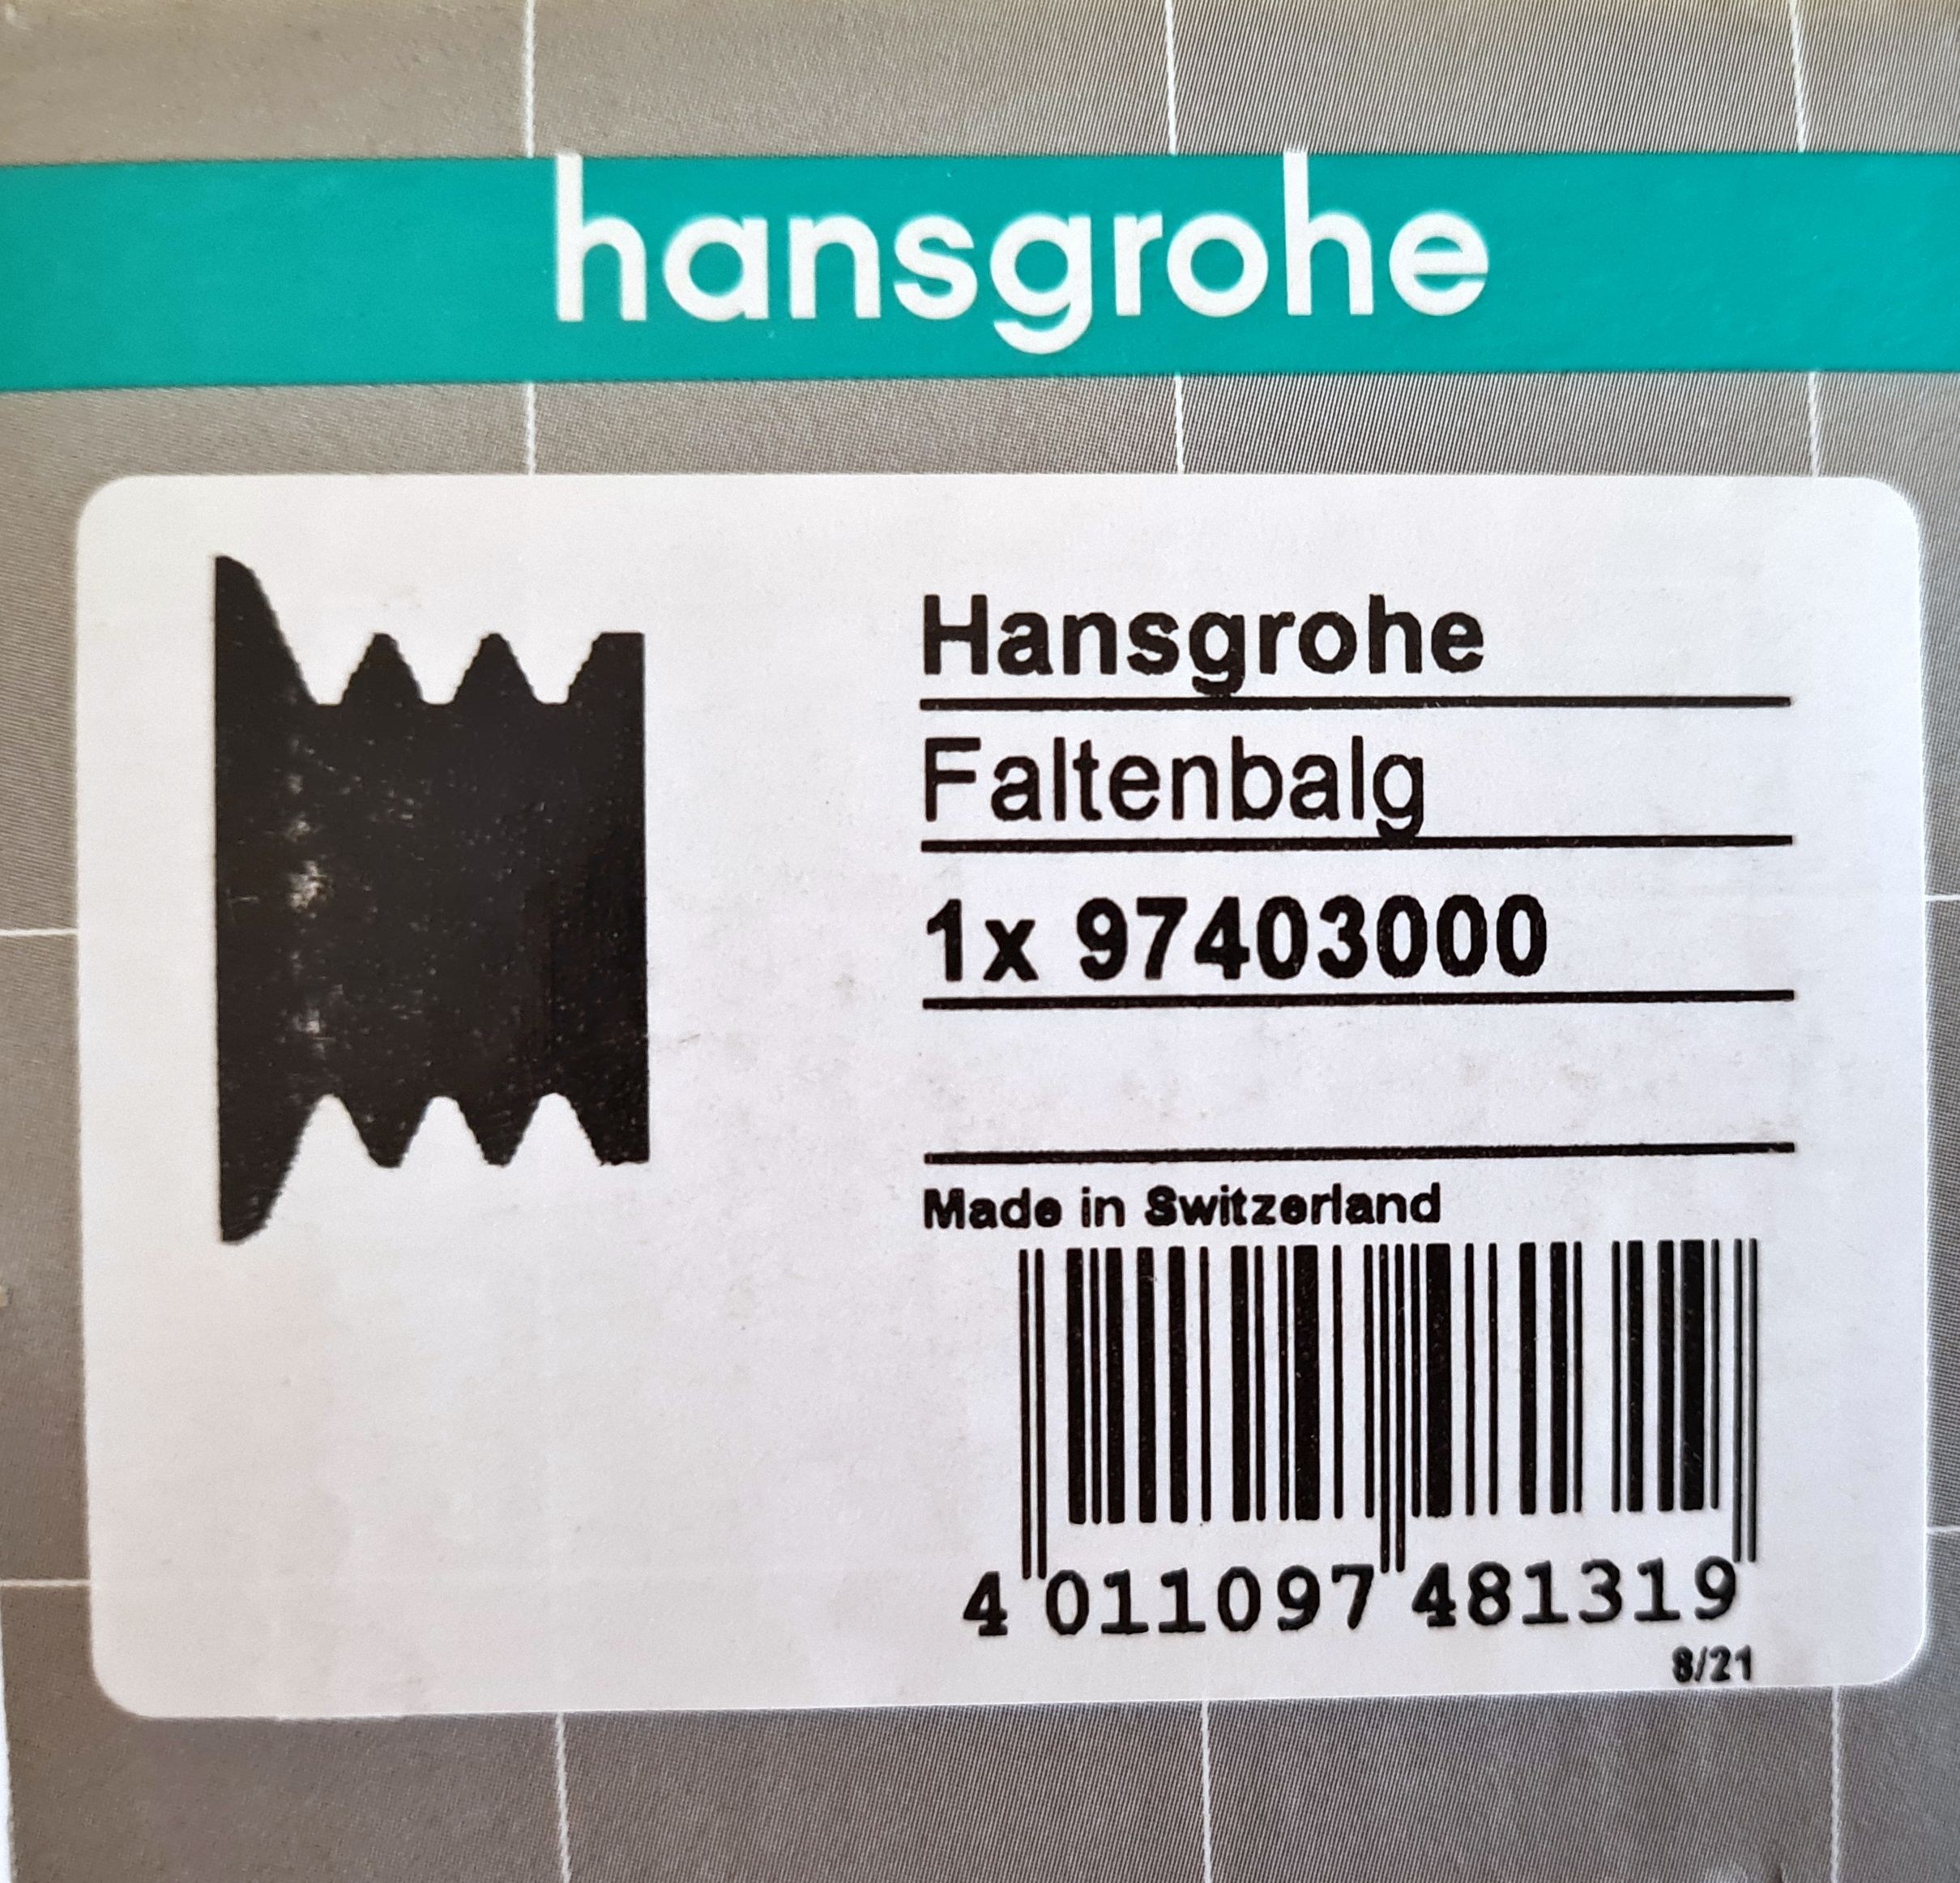 hansgrohe
Hansgrohe
Faltenbalg
1x 97403000
Made in Switzerland
4 011097 481319
8/21